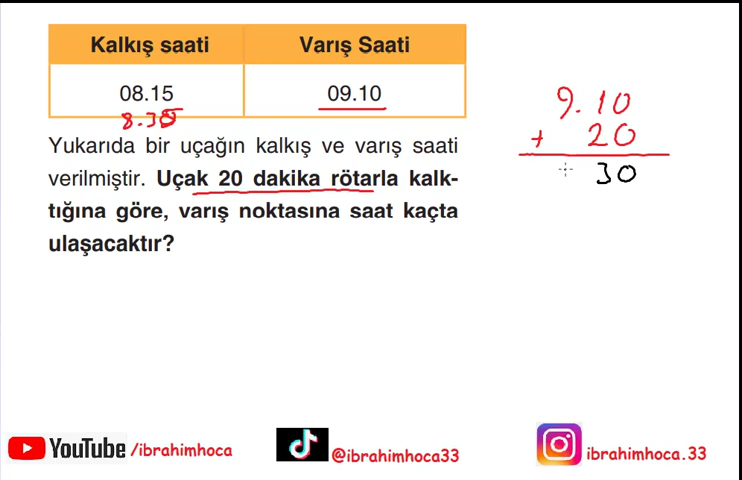 Kalkış saati Varış Saati
08.15 09.10
8.35
Yukarıda bir uçağın kalkış ve varış saati
verilmiştir. Uçak 20 dakika rötarla kalk-
tığına göre, varış noktasına saat kaçta
ulaşacaktır?
9.10
+ 20
30
YouTube /ibrahimhoca
@ibrahimhoca33
ibrahimhoca.33